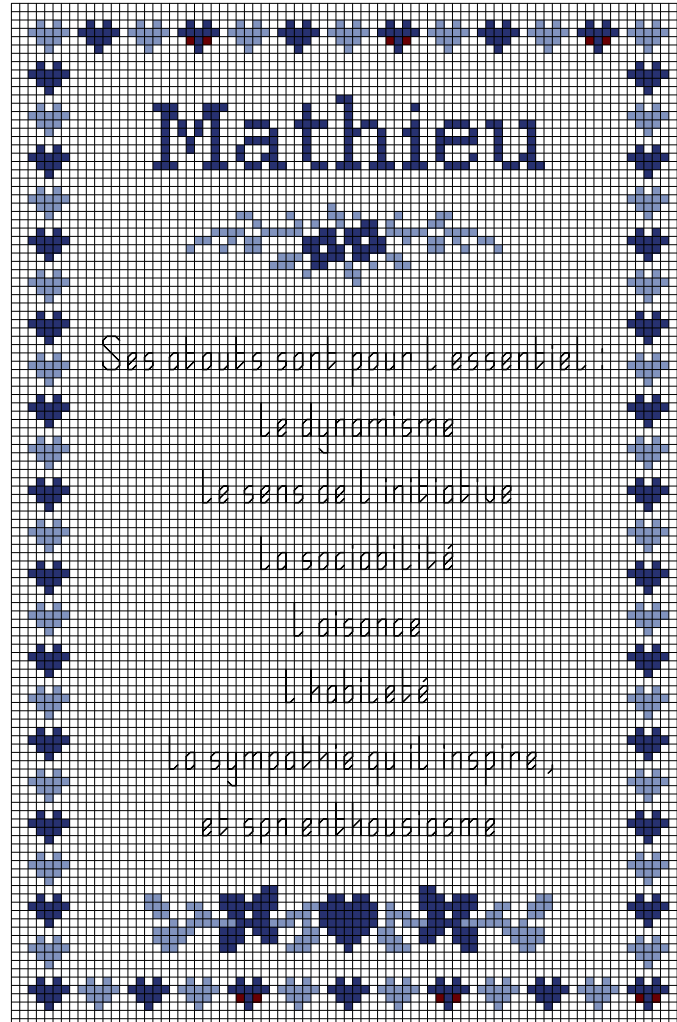 Mathieu
Ses atouts sont pour l essentiel :
le dynamisme
le sens de l initiative
la sociabilité
l aisance
l habileté
la sympathie qu il inspire,
et son enthousiasme